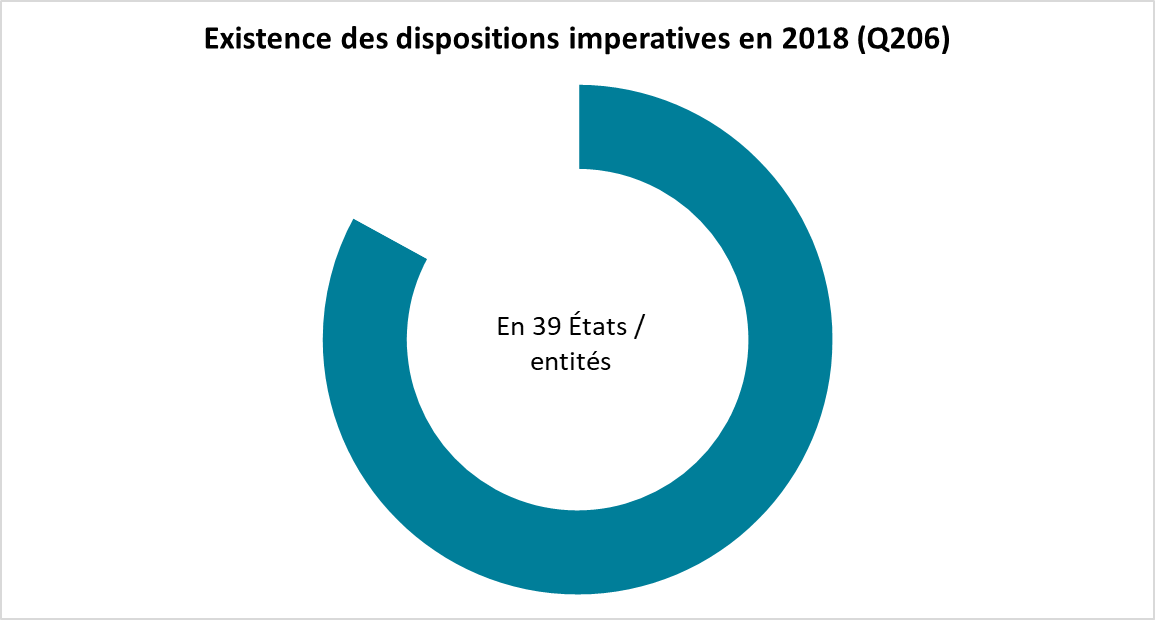 Existence des dispositions imperatives en 2018 (Q206)
En 39 États /
entités